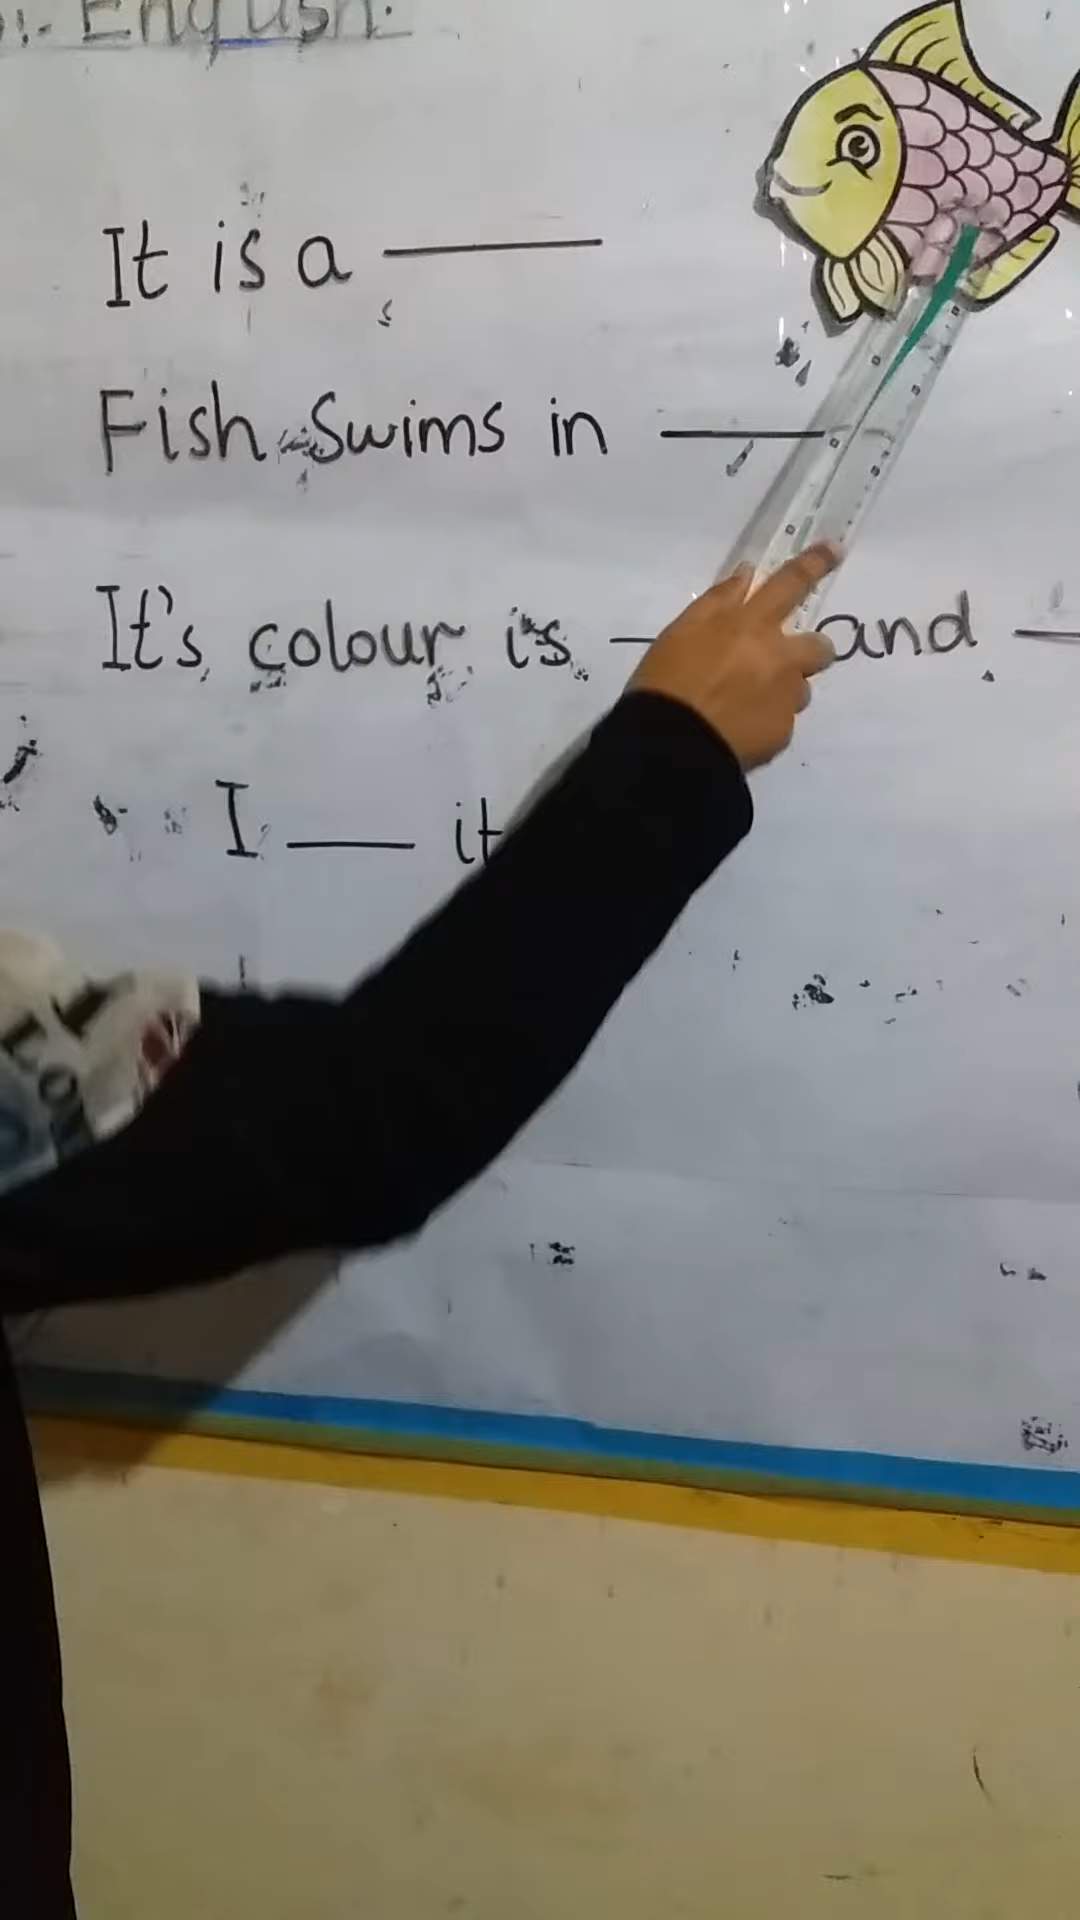 :- English:
It is a ———
Fish swims in ———
It's colour is — and —
I —— it